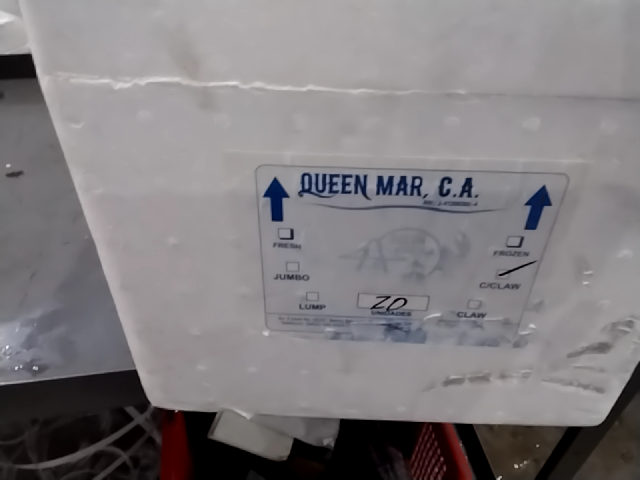 QUEEN MAR, C.A.
FRESH
FROZEN
JUMBO
C/CLAW
LUMP
20
UNIDADES
CLAW